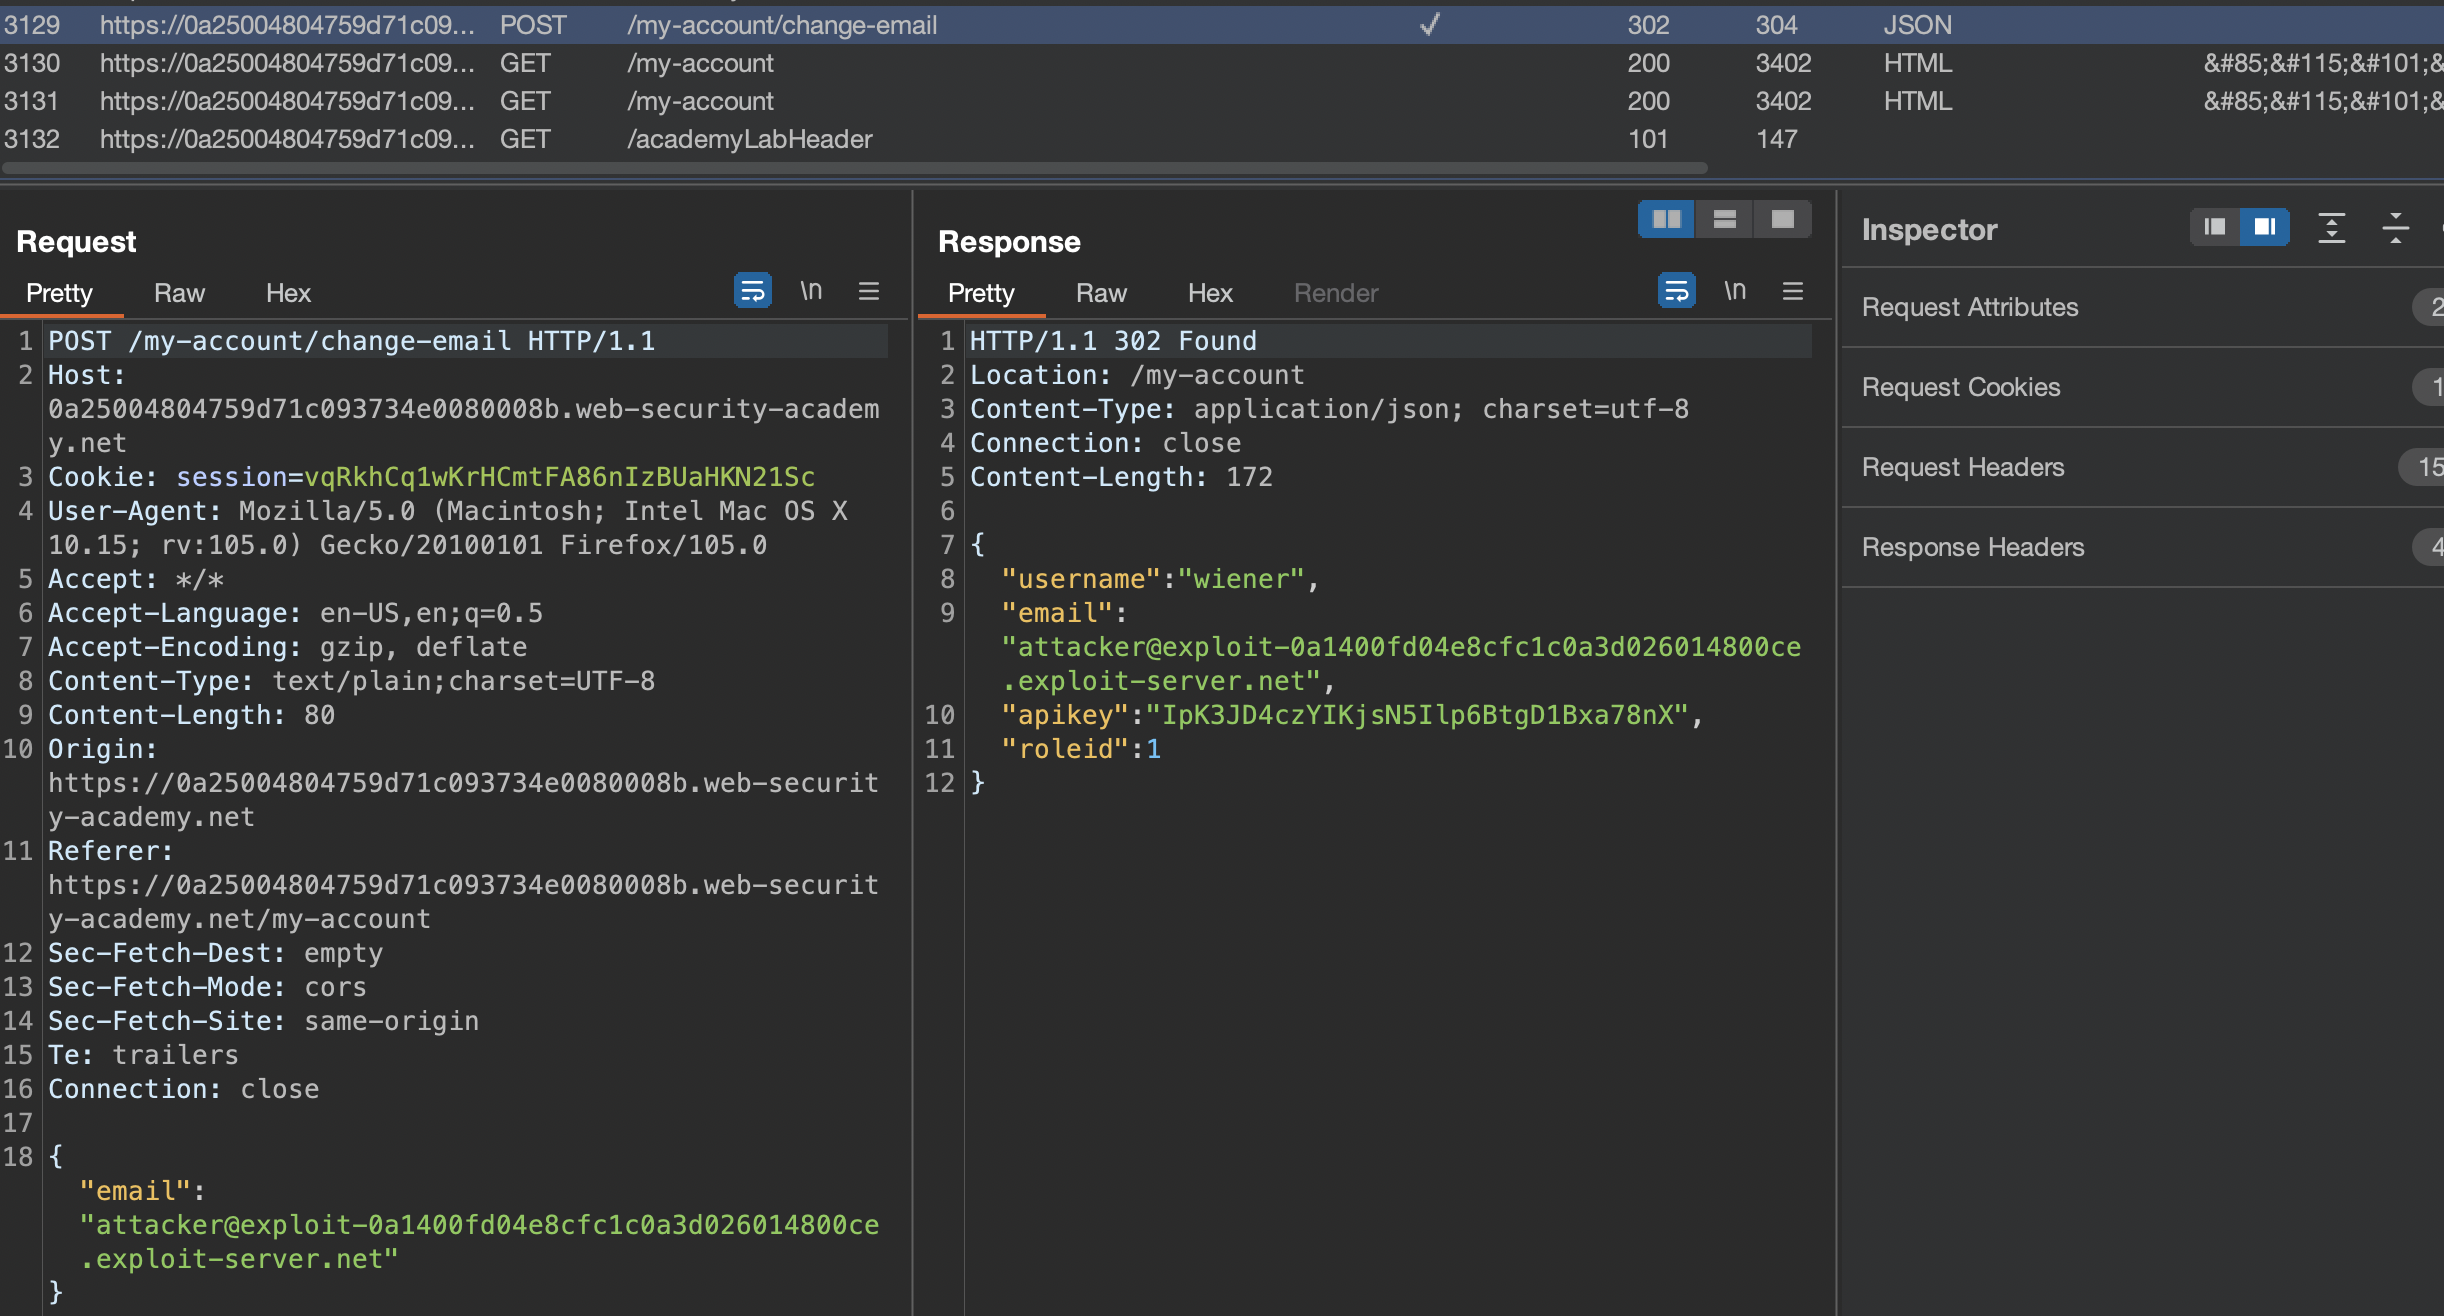 3129 https://0a25004804759d71c09... POST /my-account/change-email ✓ 302 304 JSON
3130 https://0a25004804759d71c09... GET /my-account 200 3402 HTML &#85;&#115;&#101;&
3131 https://0a25004804759d71c09... GET /my-account 200 3402 HTML &#85;&#115;&#101;&
3132 https://0a25004804759d71c09... GET /academyLabHeader 101 147
Request
Pretty Raw Hex \n
1 POST /my-account/change-email HTTP/1.1
2 Host:
0a25004804759d71c093734e0080008b.web-security-academ
y.net
3 Cookie: session=vqRkhCq1wKrHCmtFA86nIzBUaHKN21Sc
4 User-Agent: Mozilla/5.0 (Macintosh; Intel Mac OS X
10.15; rv:105.0) Gecko/20100101 Firefox/105.0
5 Accept: */*
6 Accept-Language: en-US,en;q=0.5
7 Accept-Encoding: gzip, deflate
8 Content-Type: text/plain;charset=UTF-8
9 Content-Length: 80
10 Origin:
https://0a25004804759d71c093734e0080008b.web-securit
y-academy.net
11 Referer:
https://0a25004804759d71c093734e0080008b.web-securit
y-academy.net/my-account
12 Sec-Fetch-Dest: empty
13 Sec-Fetch-Mode: cors
14 Sec-Fetch-Site: same-origin
15 Te: trailers
16 Connection: close
17
18 {
"email":
"attacker@exploit-0a1400fd04e8cfc1c0a3d026014800ce
.exploit-server.net"
}
Response
Pretty Raw Hex Render \n
1 HTTP/1.1 302 Found
2 Location: /my-account
3 Content-Type: application/json; charset=utf-8
4 Connection: close
5 Content-Length: 172
6
7 {
8 "username":"wiener",
9 "email":
"attacker@exploit-0a1400fd04e8cfc1c0a3d026014800ce
.exploit-server.net",
10 "apikey":"IpK3JD4czYIKjsN5Ilp6BtgD1Bxa78nX",
11 "roleid":1
12 }
Inspector
Request Attributes 2
Request Cookies 1
Request Headers 15
Response Headers 4